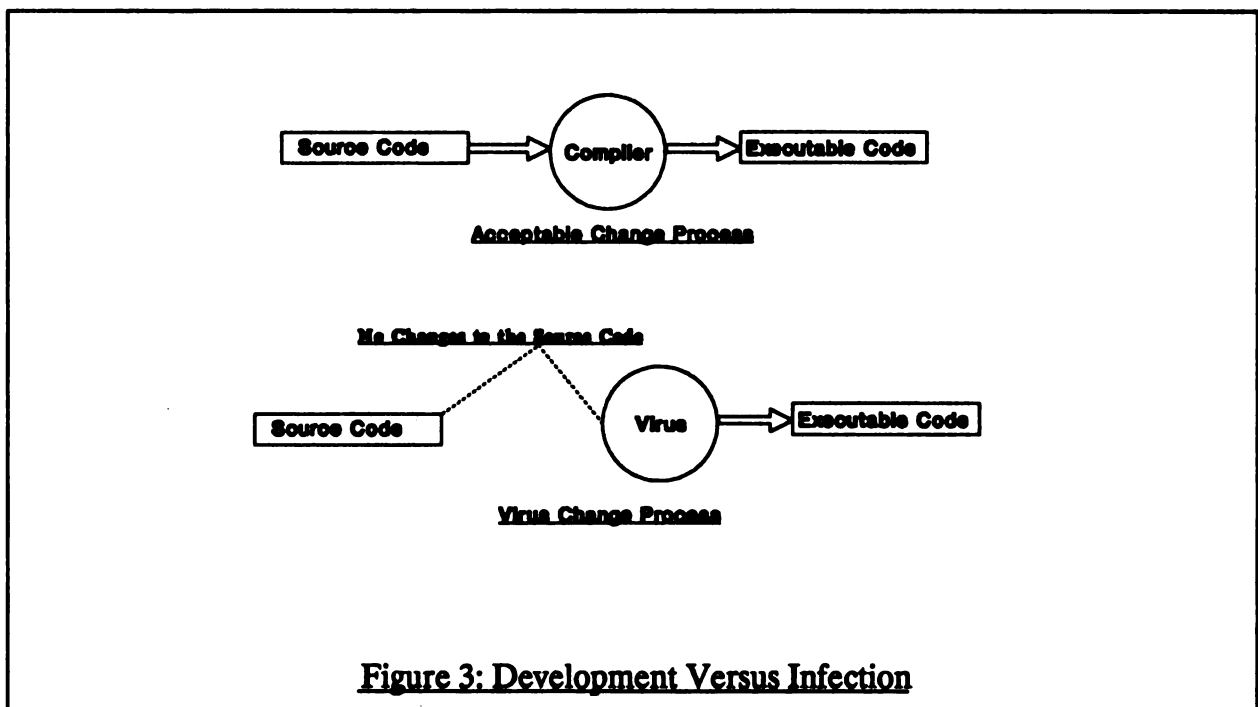 Source Code
Compiler
Executable Code
Acceptable Change Process
No Changes to the Source Code
Source Code
Virus
Executable Code
Virus Change Process
Figure 3: Development Versus Infection